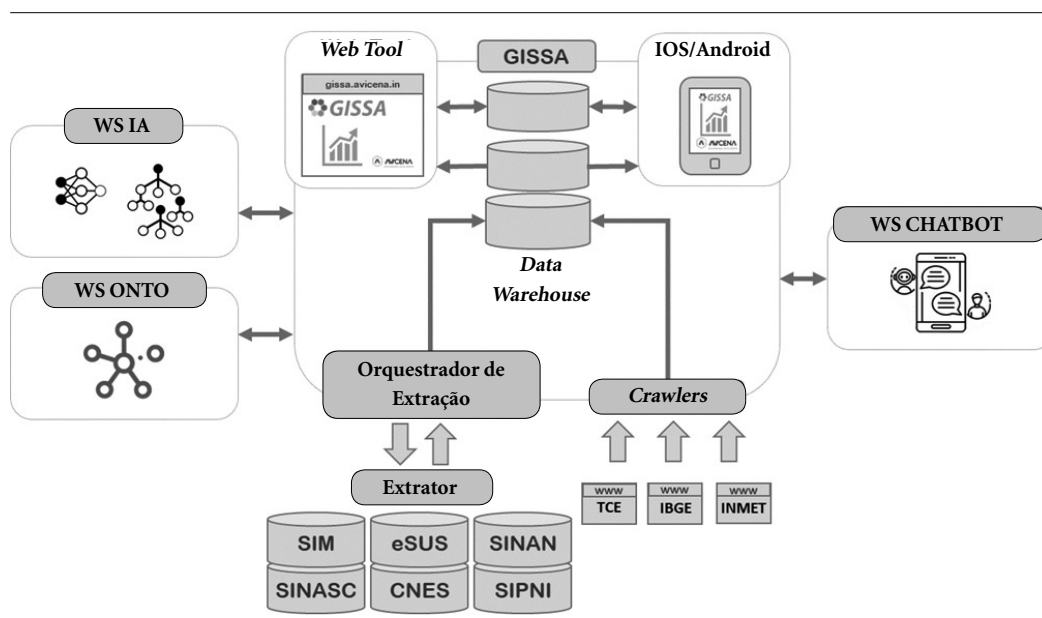 Web Tool
GISSA
IOS/Android
gissa.avicena.in
GISSA
AVICENA
GISSA
AVICENA
WS IA
WS ONTO
WS CHATBOT
Data
Warehouse
Orquestrador de
Extração
Crawlers
Extrator
www
TCE
www
IBGE
www
INMET
SIM
eSUS
SINAN
SINASC
CNES
SIPNI